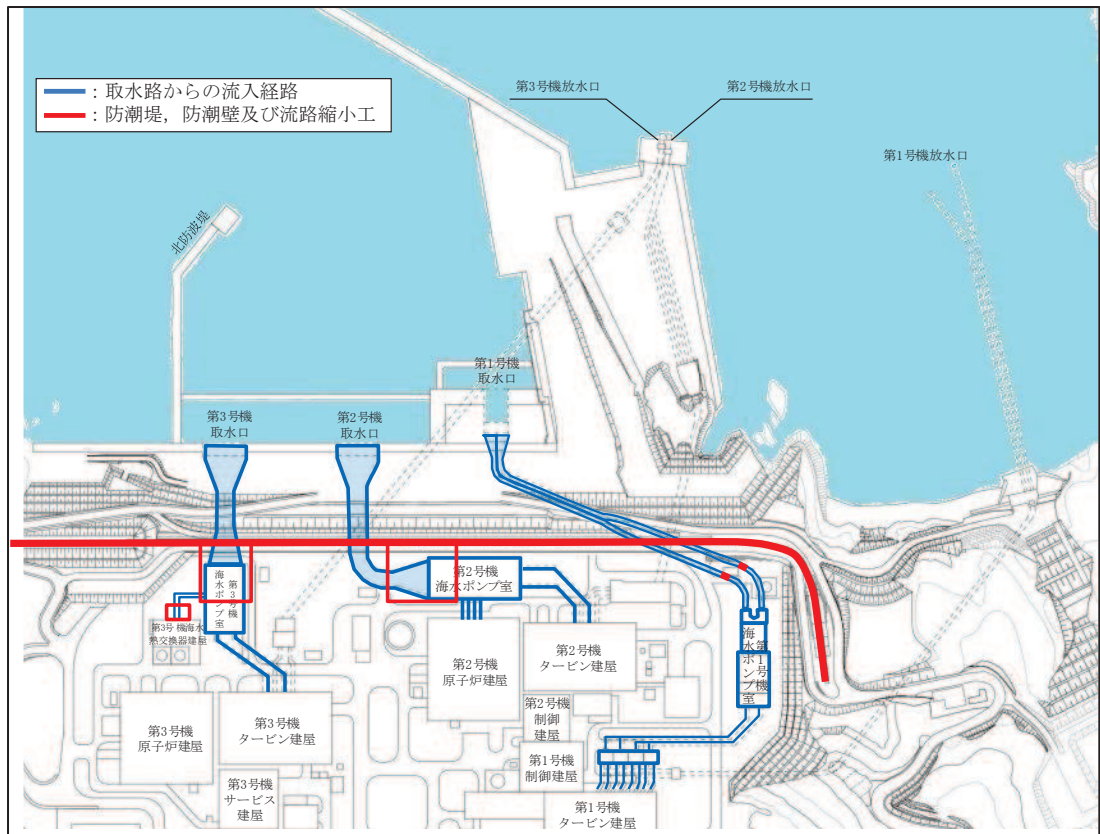 ：取水路からの流入経路
：防潮堤，防潮壁及び流路縮小工
第3号機放水口
第2号機放水口
第1号機放水口
北防波堤
第1号機
取水口
第3号機
取水口
第2号機
取水口
第3号機
海水ポンプ室
第2号機
海水ポンプ室
第3号機海水
熱交換器建屋
第1号機
海水ポンプ室
第2号機
原子炉建屋
第2号機
タービン建屋
第3号機
原子炉建屋
第3号機
タービン建屋
第2号機
制御
建屋
第1号機
制御建屋
第3号機
サービス
建屋
第1号機
タービン建屋